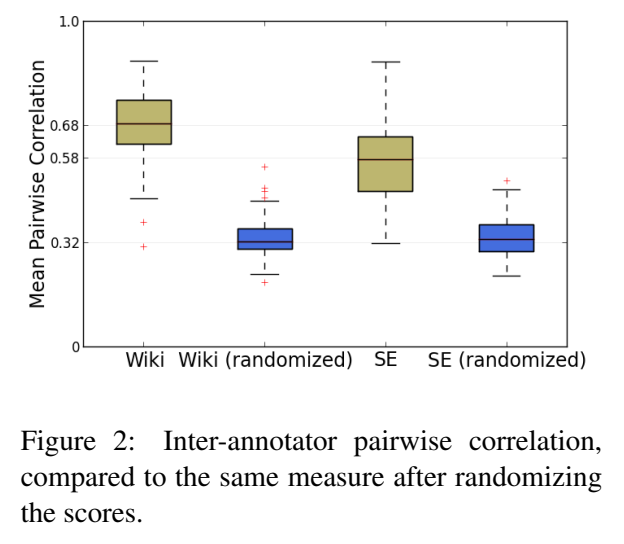 1.0
0.68
0.58
0.32
0
Mean Pairwise Correlation
Wiki Wiki (randomized) SE SE (randomized)
Figure 2: Inter-annotator pairwise correlation,
compared to the same measure after randomizing
the scores.